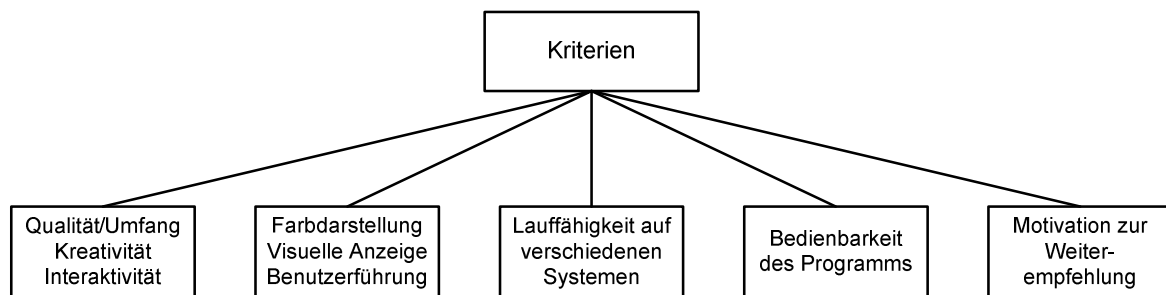 Kriterien
Qualität/Umfang
Kreativität
Interaktivität
Farbdarstellung
Visuelle Anzeige
Benutzerführung
Lauffähigkeit auf
verschiedenen
Systemen
Bedienbarkeit
des Programms
Motivation zur
Weiter-
empfehlung